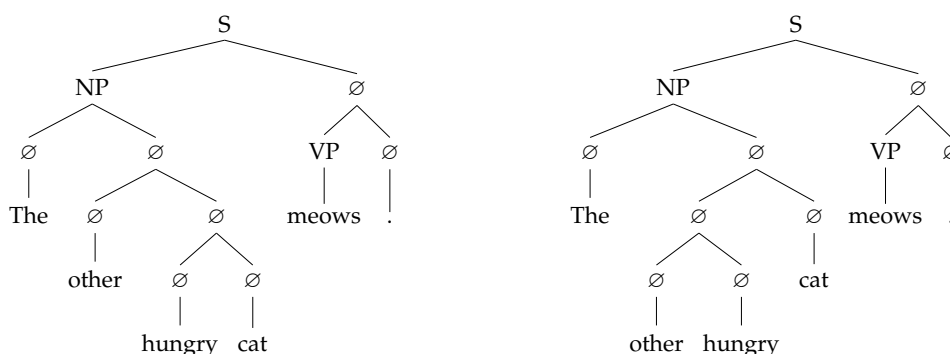 S S
NP ∅ NP ∅
∅ ∅ VP ∅ ∅ ∅ VP ∅
The ∅ ∅ meows . The ∅ ∅ meows .
other ∅ ∅ ∅ ∅ cat
hungry cat other hungry